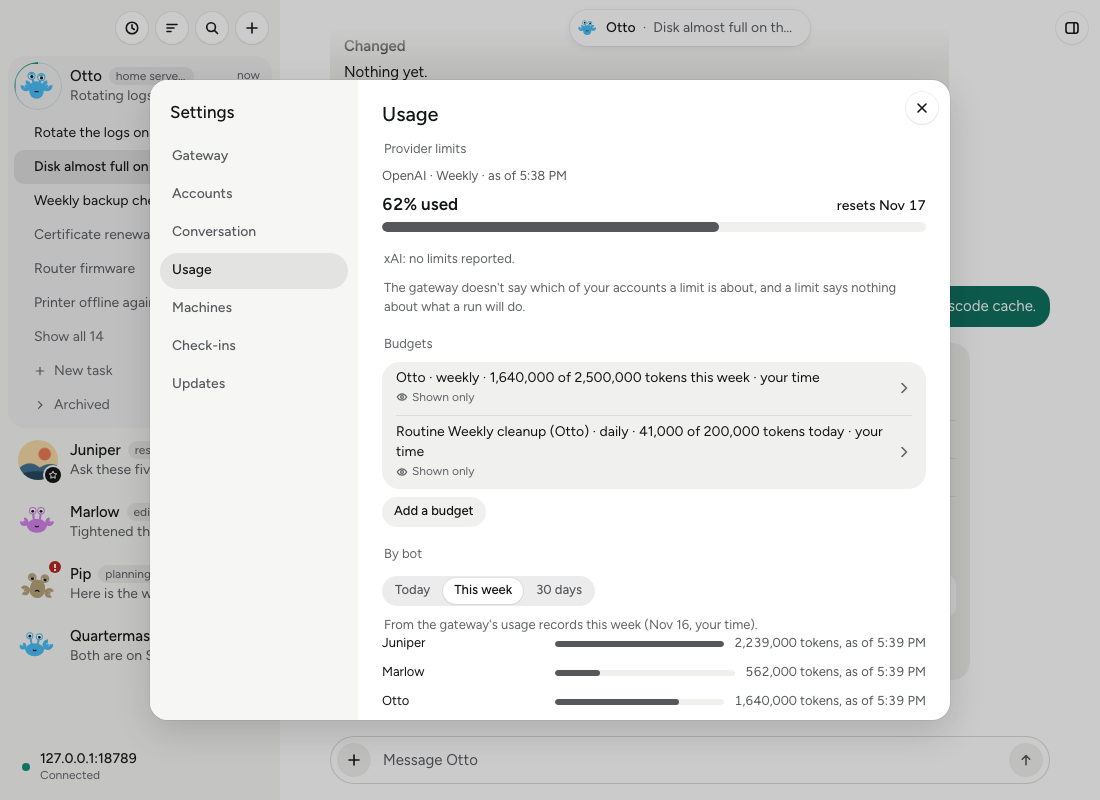 Otto · Disk almost full on th...
Changed
Nothing yet.
Otto home serve... now
Rotating logs
Rotate the logs on
Disk almost full on
Weekly backup che
Certificate renewa
Router firmware
Printer offline again
Show all 14
New task
Archived
Juniper res
Ask these fiv
Marlow edi
Tightened th
Pip planning
Here is the w
Quartermas
Both are on S
127.0.0.1:18789
Connected
Settings
Gateway
Accounts
Conversation
Usage
Machines
Check-ins
Updates
Usage
Provider limits
OpenAI · Weekly · as of 5:38 PM
62% used resets Nov 17
xAI: no limits reported.
The gateway doesn't say which of your accounts a limit is about, and a limit says nothing
about what a run will do.
Budgets
Otto · weekly · 1,640,000 of 2,500,000 tokens this week · your time
Shown only
Routine Weekly cleanup (Otto) · daily · 41,000 of 200,000 tokens today · your
time
Shown only
Add a budget
By bot
Today This week 30 days
From the gateway's usage records this week (Nov 16, your time).
Juniper 2,239,000 tokens, as of 5:39 PM
Marlow 562,000 tokens, as of 5:39 PM
Otto 1,640,000 tokens, as of 5:39 PM
scode cache.
Message Otto